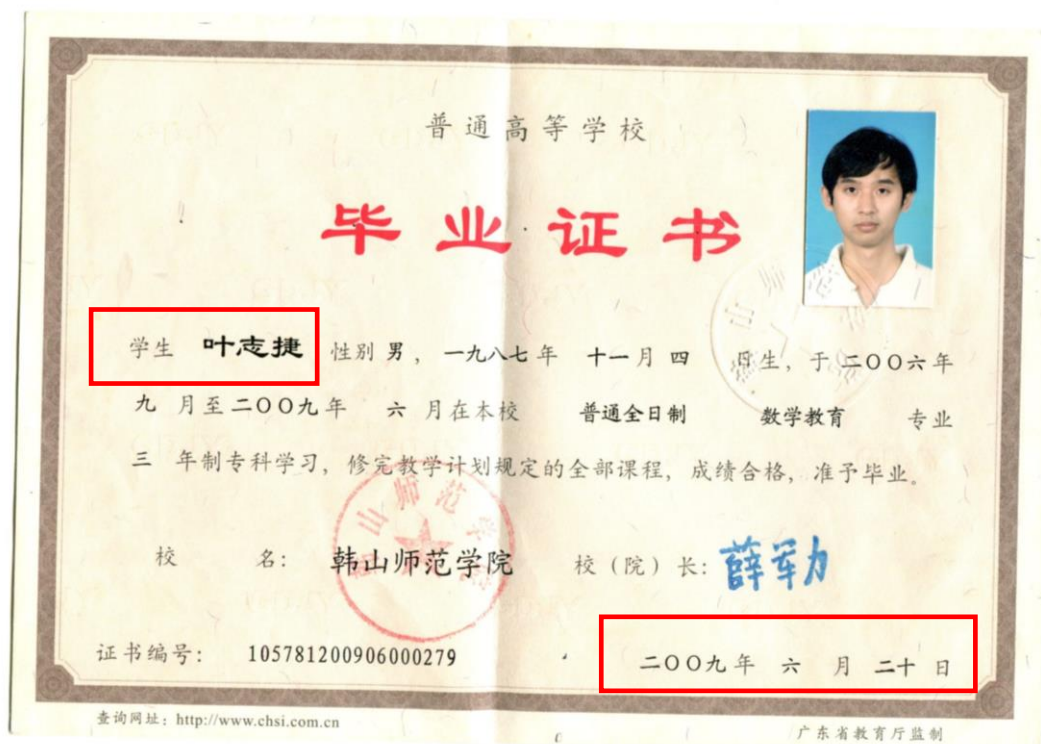 普通高等学校
毕业证书
学生 叶志捷 性别 男，一九八七年 十一月 四 日生，于二〇〇六年
九 月至二〇〇九年 六 月在本校 普通全日制 数学教育 专业
三 年制专科学习，修完教学计划规定的全部课程，成绩合格，准予毕业。
校 名： 韩山师范学院 校（院）长：薛军力
证书编号： 105781200906000279 二〇〇九年 六 月 二十 日
查询网址：http://www.chsi.com.cn 广东省教育厅监制